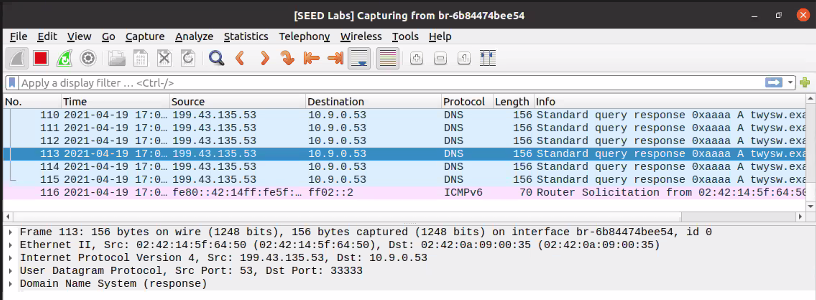 [SEED Labs] Capturing from br-6b84474bee54
File Edit View Go Capture Analyze Statistics Telephony Wireless Tools Help
Apply a display filter ... <Ctrl-/>
No. Time Source Destination Protocol Length Info
110 2021-04-19 17:0... 199.43.135.53 10.9.0.53 DNS 156 Standard query response 0xaaaa A twysw.exa
111 2021-04-19 17:0... 199.43.135.53 10.9.0.53 DNS 156 Standard query response 0xaaaa A twysw.exa
112 2021-04-19 17:0... 199.43.135.53 10.9.0.53 DNS 156 Standard query response 0xaaaa A twysw.exa
113 2021-04-19 17:0... 199.43.135.53 10.9.0.53 DNS 156 Standard query response 0xaaaa A twysw.exa
114 2021-04-19 17:0... 199.43.135.53 10.9.0.53 DNS 156 Standard query response 0xaaaa A twysw.exa
115 2021-04-19 17:0... 199.43.135.53 10.9.0.53 DNS 156 Standard query response 0xaaaa A twysw.exa
116 2021-04-19 17:0... fe80::42:14ff:fe5f:... ff02::2 ICMPv6 70 Router Solicitation from 02:42:14:5f:64:50
Frame 113: 156 bytes on wire (1248 bits), 156 bytes captured (1248 bits) on interface br-6b84474bee54, id 0
Ethernet II, Src: 02:42:14:5f:64:50 (02:42:14:5f:64:50), Dst: 02:42:0a:09:00:35 (02:42:0a:09:00:35)
Internet Protocol Version 4, Src: 199.43.135.53, Dst: 10.9.0.53
User Datagram Protocol, Src Port: 53, Dst Port: 33333
Domain Name System (response)